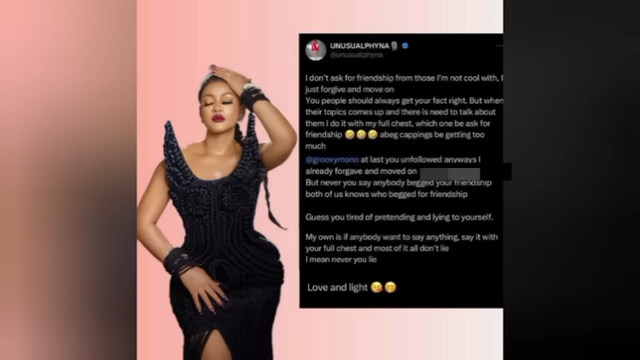 UNUSUALPHYNA
@unusualphyna
I don't ask for friendship from those I'm not cool with, I
just forgive and move on
You people should always get your fact right. But when
their topics comes up and there is need to talk about
them I do it with my full chest, which one be ask for
friendship 🤣🤣🤣 abeg cappings be getting too
much
@groovymono at last you unfollowed anyways I
already forgave and moved on
But never you say anybody begged your friendship
both of us knows who begged for friendship
Guess you tired of pretending and lying to yourself.
My own is if anybody want to say anything, say it with
your full chest and most of it all don't lie
I mean never you lie
Love and light 😘🤭